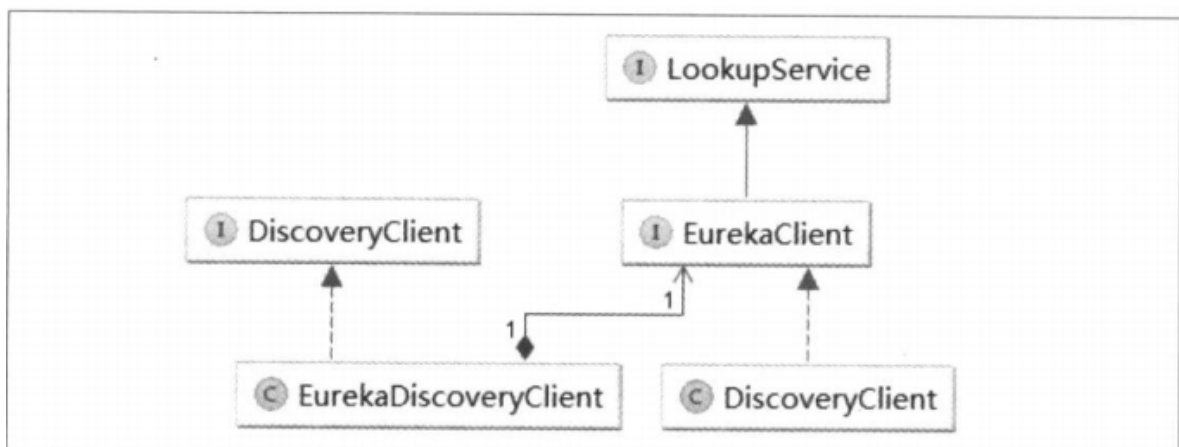 I LookupService
I DiscoveryClient
I EurekaClient
1
1
C EurekaDiscoveryClient
C DiscoveryClient